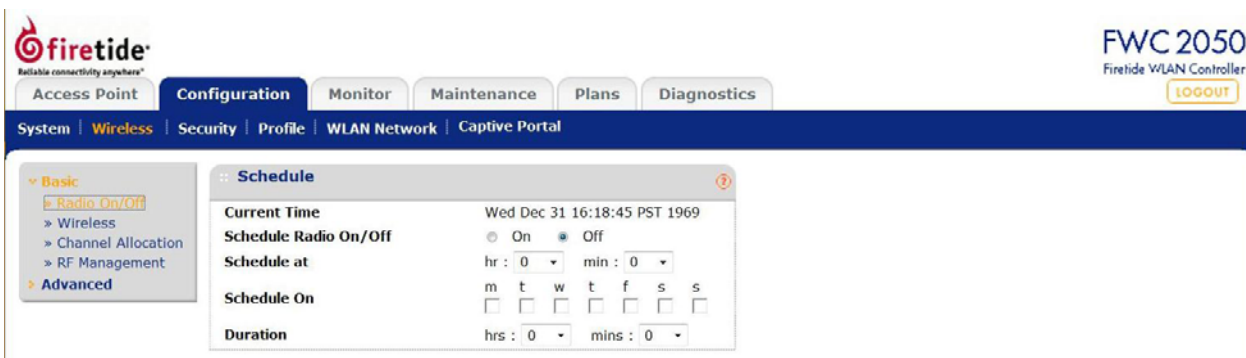 firetide
Reliable connectivity anywhere
FWC 2050
Firetide WLAN Controller
LOGOUT
Access Point Configuration Monitor Maintenance Plans Diagnostics
System Wireless Security Profile WLAN Network Captive Portal
Basic
» Radio On/Off
» Wireless
» Channel Allocation
» RF Management
Advanced
:: Schedule ?
Current Time Wed Dec 31 16:18:45 PST 1969
Schedule Radio On/Off On Off
Schedule at hr : 0 min : 0
m t w t f s s
Schedule On
Duration hrs : 0 mins : 0